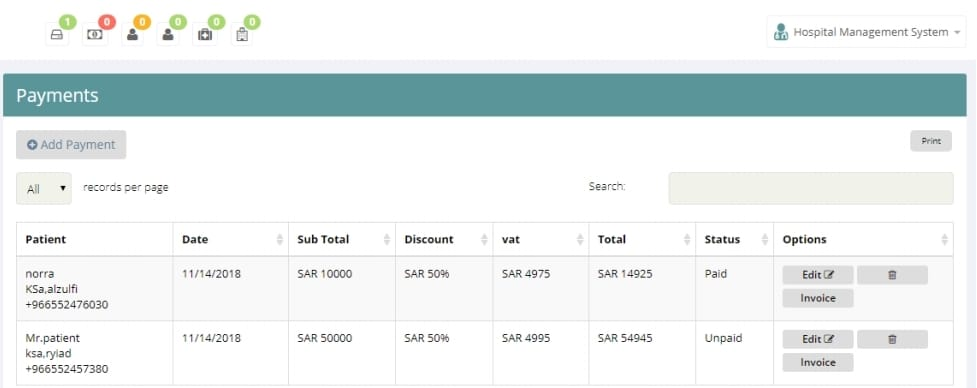 1 0 0 0 0 0
Hospital Management System
Payments
Add Payment
Print
All records per page Search:
Patient Date Sub Total Discount vat Total Status Options
norra 11/14/2018 SAR 10000 SAR 50% SAR 4975 SAR 14925 Paid Edit
KSa,alzulfi
+966552476030 Invoice
Mr.patient 11/14/2018 SAR 50000 SAR 50% SAR 4995 SAR 54945 Unpaid Edit
ksa,ryiad
+966552457380 Invoice